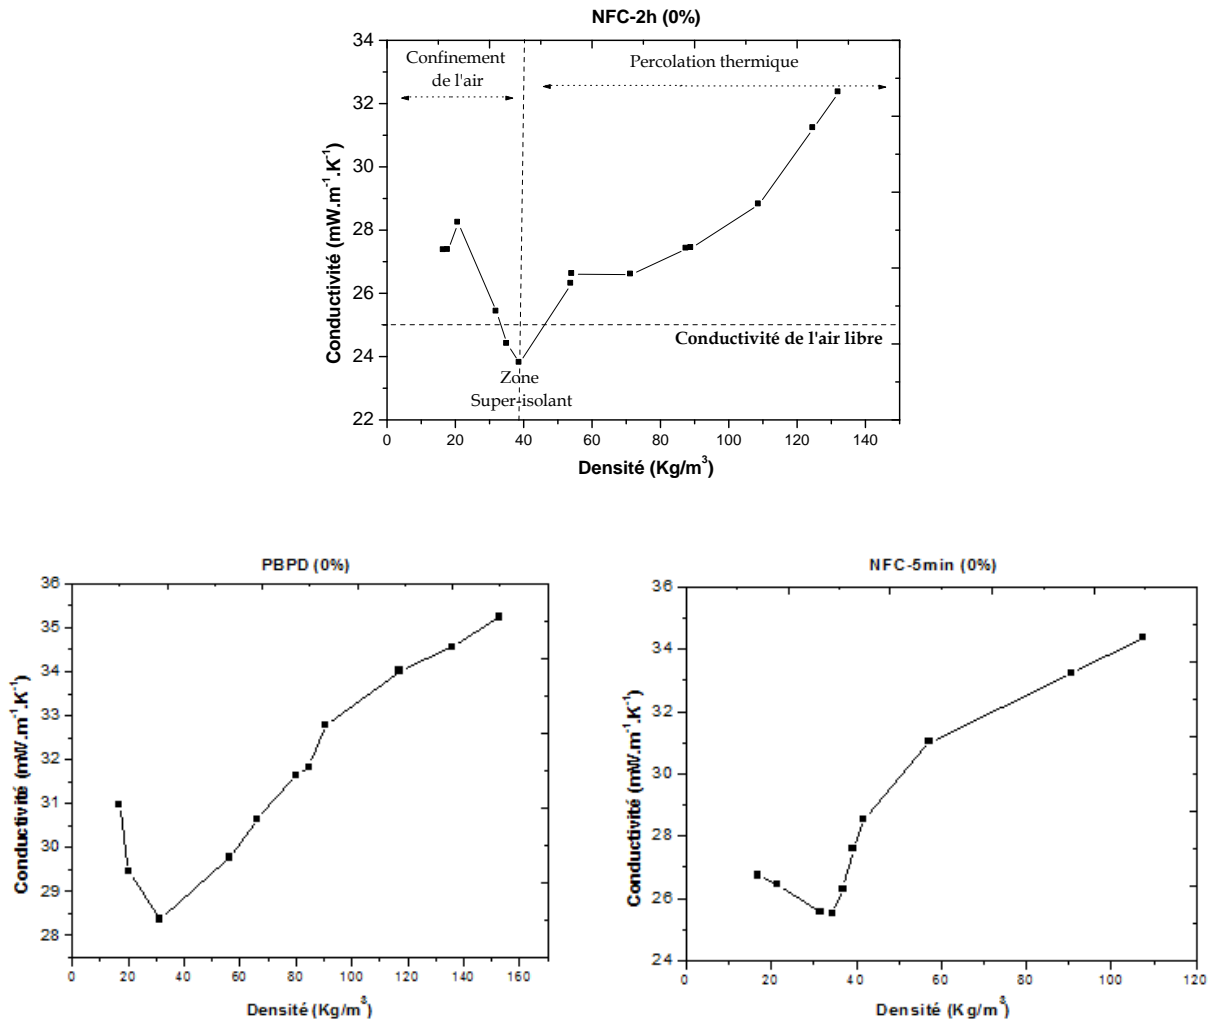 NFC-2h (0%)
Conductivité (mW.m⁻¹.K⁻¹)
34
32
30
28
26
24
22
Confinement
de l'air
Percolation thermique
Conductivité de l'air libre
Zone
Super-isolant
0 20 40 60 80 100 120 140
Densité (Kg/m³)
PBPD (0%)
Conductivité (mW.m⁻¹.K⁻¹)
36
35
34
33
32
31
30
29
28
0 20 40 60 80 100 120 140 160
Densité (Kg/m³)
NFC-5min (0%)
Conductivité (mW.m⁻¹.K⁻¹)
36
34
32
30
28
26
24
0 20 40 60 80 100 120
Densité (Kg/m³)